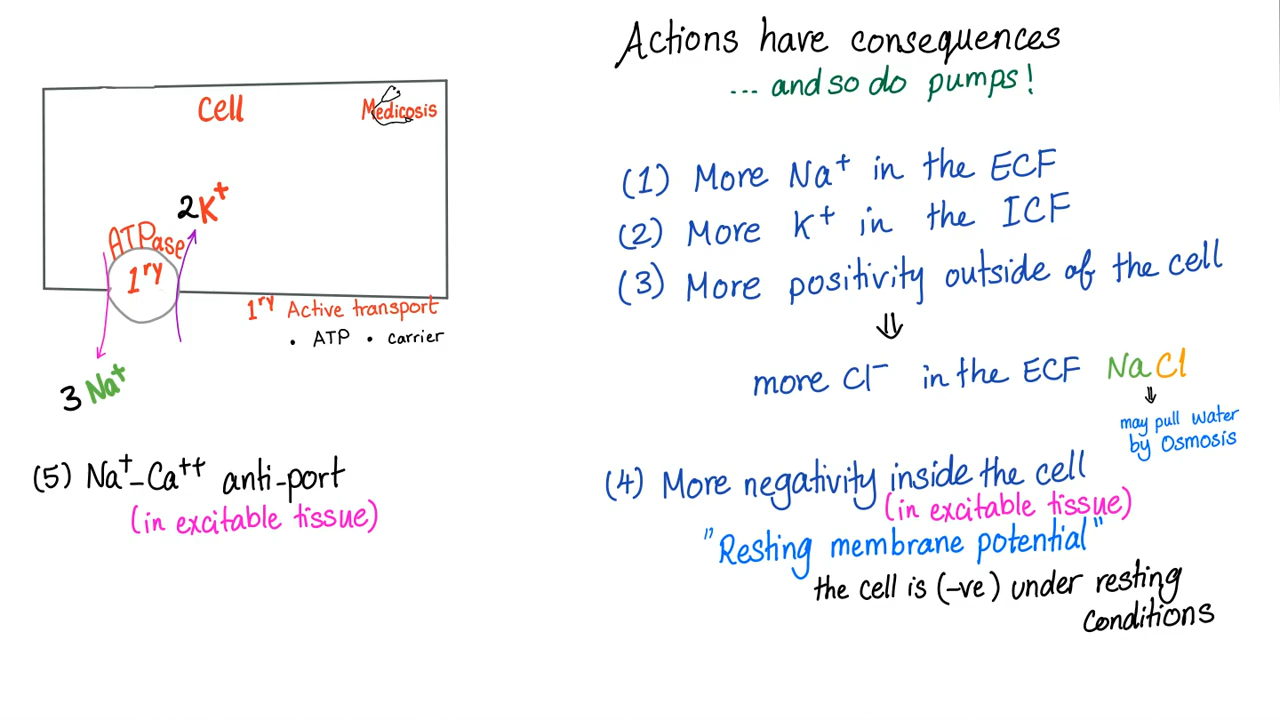 Actions have consequences
... and so do pumps!
Cell
Medicosis
2K+
ATPase
1ry
1ry Active transport
• ATP • carrier
3 Na+
(1) More Na+ in the ECF
(2) More K+ in the ICF
(3) More positivity outside of the cell
⇓
more Cl− in the ECF NaCl
⇓
may pull water
by Osmosis
(4) More negativity inside the cell
(in excitable tissue)
"Resting membrane potential"
the cell is (-ve) under resting
conditions
(5) Na+-Ca++ anti-port
(in excitable tissue)